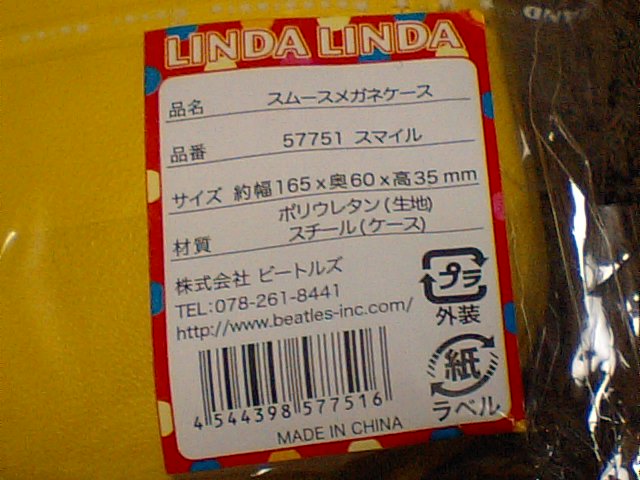 LINDA LINDA
品名 スムースメガネケース
品番 57751 スマイル
サイズ 約幅165x奥60x高35mm
ポリウレタン(生地)
材質 スチール(ケース)
株式会社 ビートルズ
TEL:078-261-8441
http://www.beatles-inc.com/
プラ
外装
紙
ラベル
4 544398 577516
MADE IN CHINA